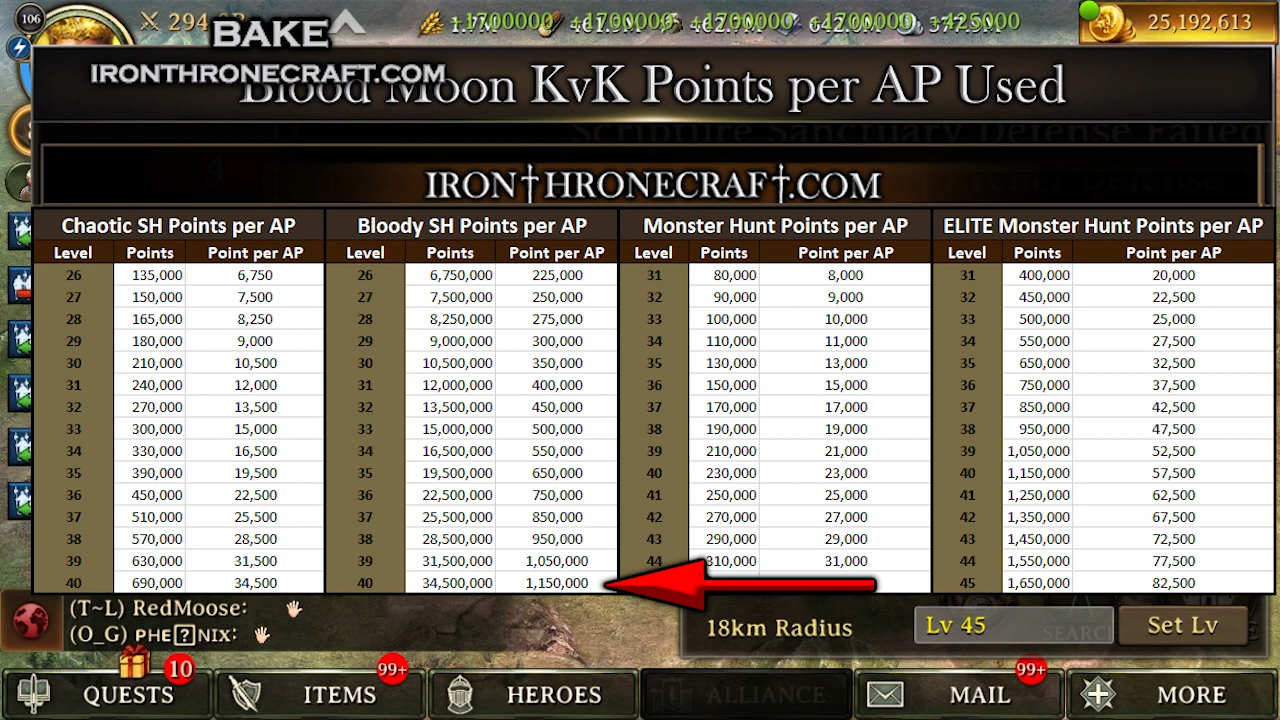 106 294 25,192,613
BAKE
IRONTHRONECRAFT.COM
Blood Moon KvK Points per AP Used
Scripture Sanctuary Defense Failed
IRON†HRONECRAF†.COM
Chaotic SH Points per AP Bloody SH Points per AP Monster Hunt Points per AP ELITE Monster Hunt Points per AP
Level Points Point per AP Level Points Point per AP Level Points Point per AP Level Points Point per AP
26 135,000 6,750 26 6,750,000 225,000 31 80,000 8,000 31 400,000 20,000
27 150,000 7,500 27 7,500,000 250,000 32 90,000 9,000 32 450,000 22,500
28 165,000 8,250 28 8,250,000 275,000 33 100,000 10,000 33 500,000 25,000
29 180,000 9,000 29 9,000,000 300,000 34 110,000 11,000 34 550,000 27,500
30 210,000 10,500 30 10,500,000 350,000 35 130,000 13,000 35 650,000 32,500
31 240,000 12,000 31 12,000,000 400,000 36 150,000 15,000 36 750,000 37,500
32 270,000 13,500 32 13,500,000 450,000 37 170,000 17,000 37 850,000 42,500
33 300,000 15,000 33 15,000,000 500,000 38 190,000 19,000 38 950,000 47,500
34 330,000 16,500 34 16,500,000 550,000 39 210,000 21,000 39 1,050,000 52,500
35 390,000 19,500 35 19,500,000 650,000 40 230,000 23,000 40 1,150,000 57,500
36 450,000 22,500 36 22,500,000 750,000 41 250,000 25,000 41 1,250,000 62,500
37 510,000 25,500 37 25,500,000 850,000 42 270,000 27,000 42 1,350,000 67,500
38 570,000 28,500 38 28,500,000 950,000 43 290,000 29,000 43 1,450,000 72,500
39 630,000 31,500 39 31,500,000 1,050,000 44 310,000 31,000 44 1,550,000 77,500
40 690,000 34,500 40 34,500,000 1,150,000 45 1,650,000 82,500
(T~L) RedMoose:
(O_G) PHE?NIX:
18km Radius Lv 45 SEARCH Set Lv
10 99+ 99+
QUESTS ITEMS HEROES ALLIANCE MAIL MORE